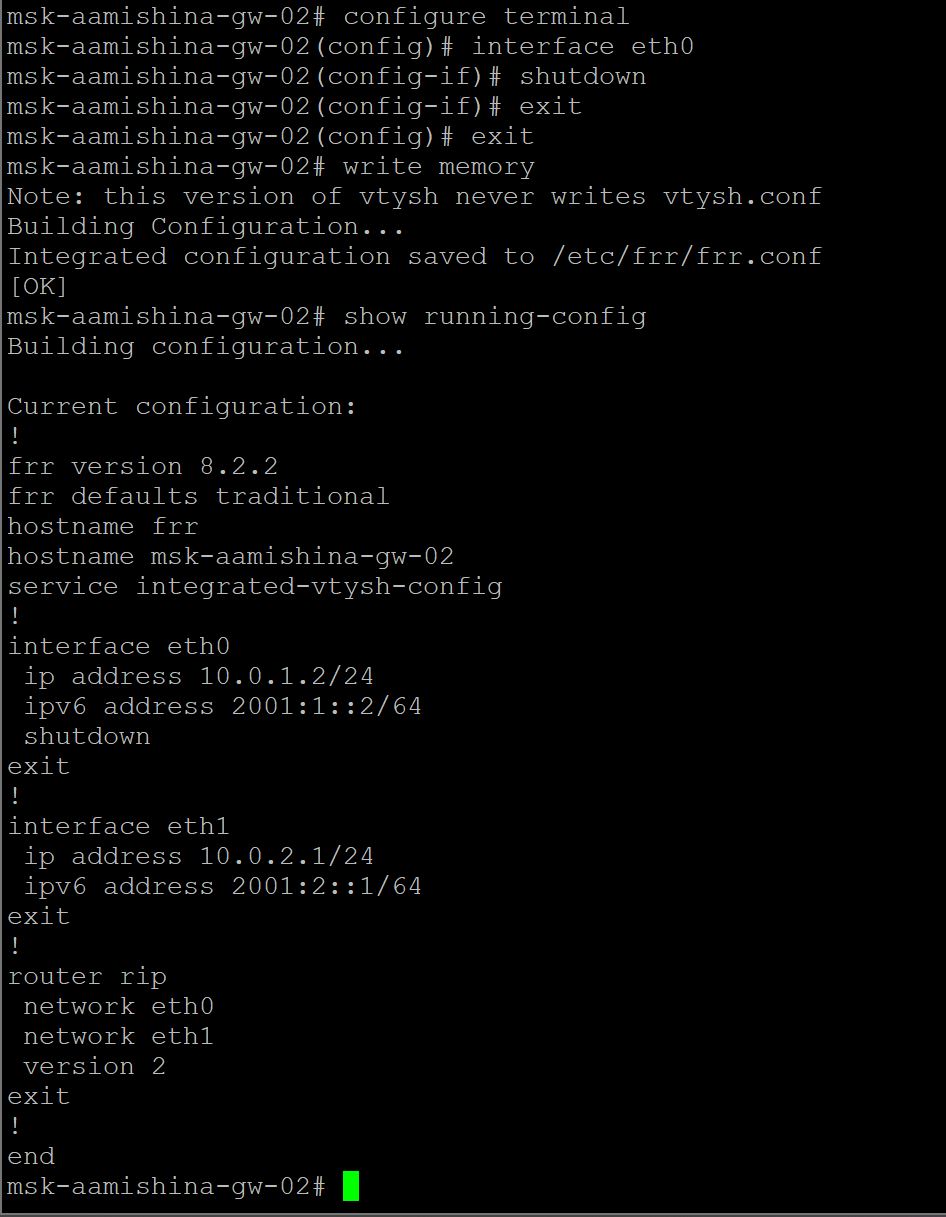 msk-aamishina-gw-02# configure terminal
msk-aamishina-gw-02(config)# interface eth0
msk-aamishina-gw-02(config-if)# shutdown
msk-aamishina-gw-02(config-if)# exit
msk-aamishina-gw-02(config)# exit
msk-aamishina-gw-02# write memory
Note: this version of vtysh never writes vtysh.conf
Building Configuration...
Integrated configuration saved to /etc/frr/frr.conf
[OK]
msk-aamishina-gw-02# show running-config
Building configuration...

Current configuration:
!
frr version 8.2.2
frr defaults traditional
hostname frr
hostname msk-aamishina-gw-02
service integrated-vtysh-config
!
interface eth0
 ip address 10.0.1.2/24
 ipv6 address 2001:1::2/64
 shutdown
exit
!
interface eth1
 ip address 10.0.2.1/24
 ipv6 address 2001:2::1/64
exit
!
router rip
 network eth0
 network eth1
 version 2
exit
!
end
msk-aamishina-gw-02#